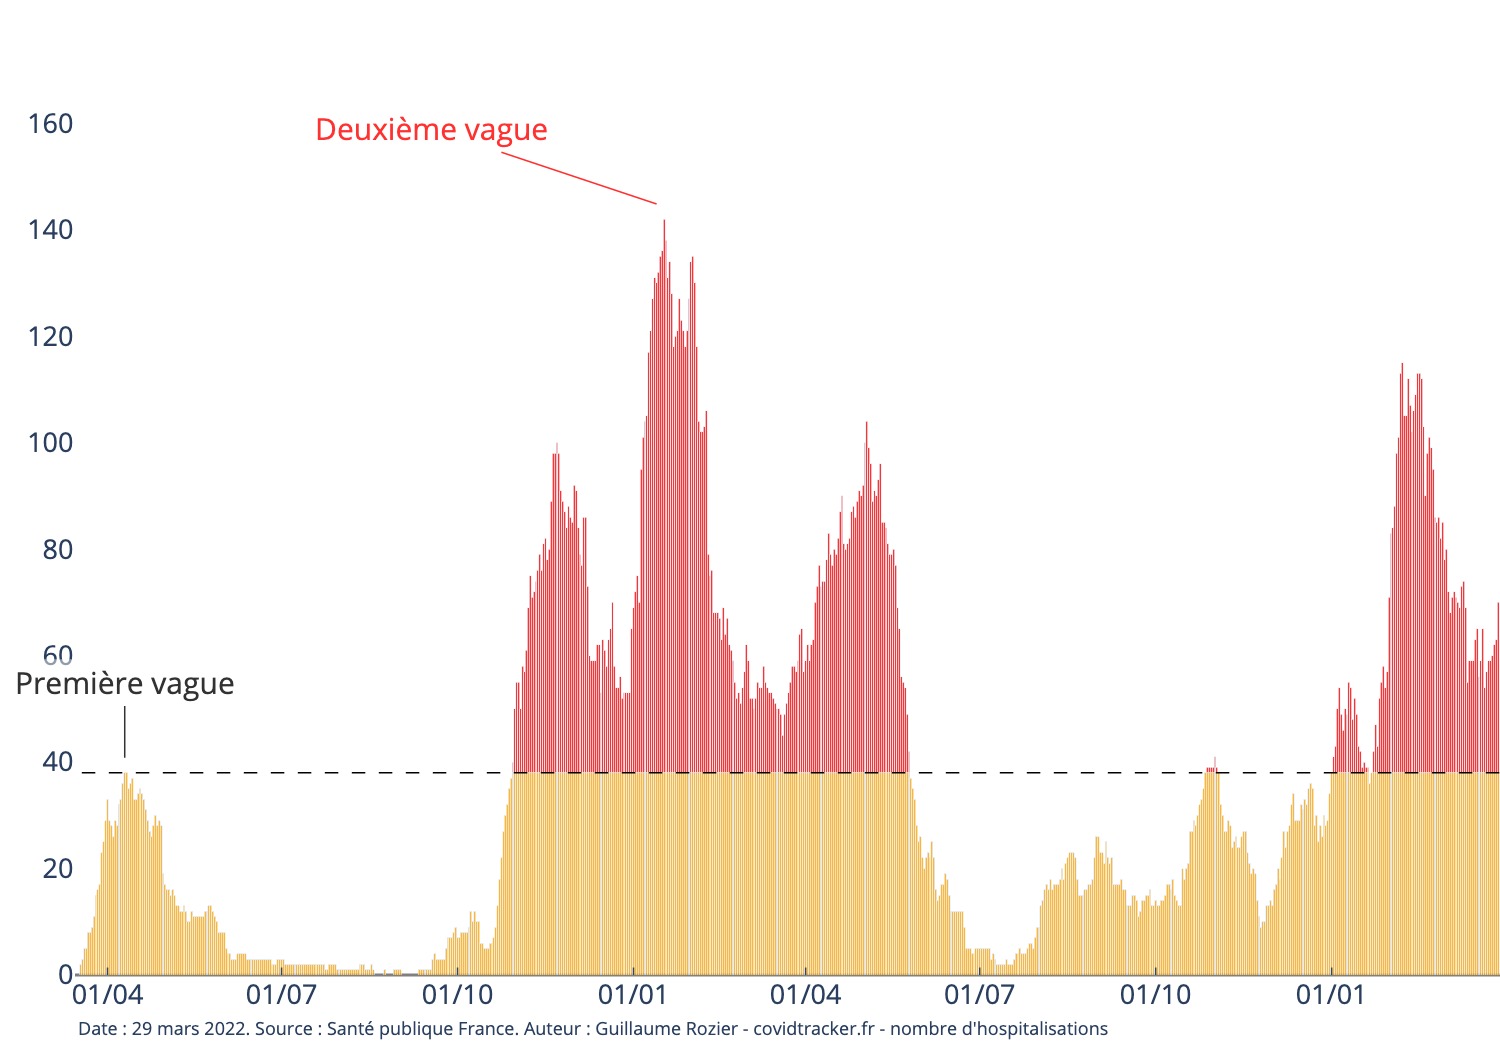 160
Deuxième vague
140
120
100
80
60
Première vague
40
20
0
01/04 01/07 01/10 01/01 01/04 01/07 01/10 01/01
Date : 29 mars 2022. Source : Santé publique France. Auteur : Guillaume Rozier - covidtracker.fr - nombre d'hospitalisations